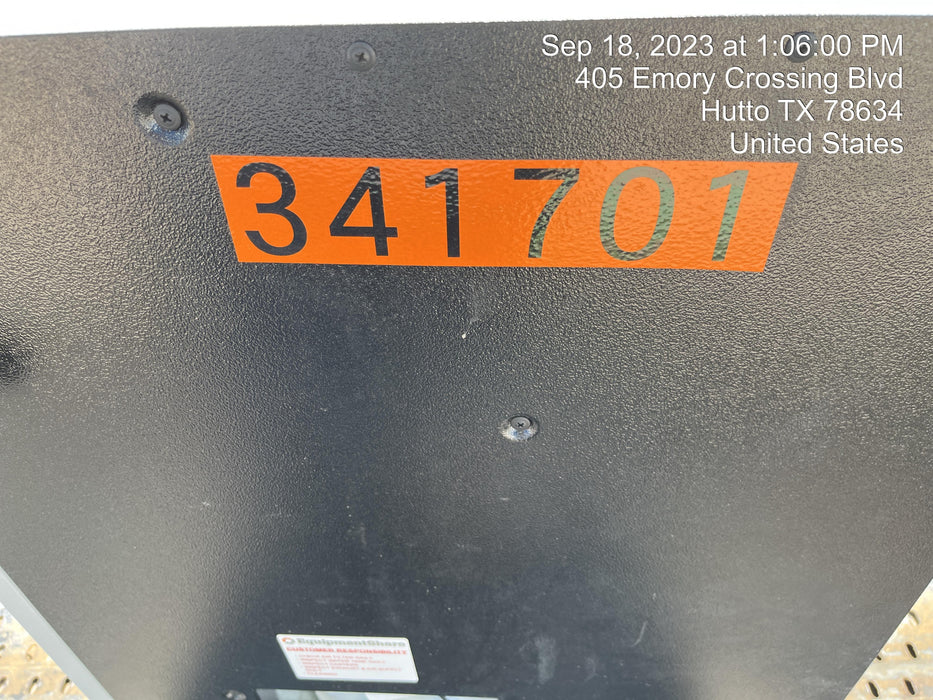 Sep 18, 2023 at 1:06:00 PM
405 Emory Crossing Blvd
Hutto TX 78634
United States
341701
EquipmentShare
CUSTOMER RESPONSIBILITY